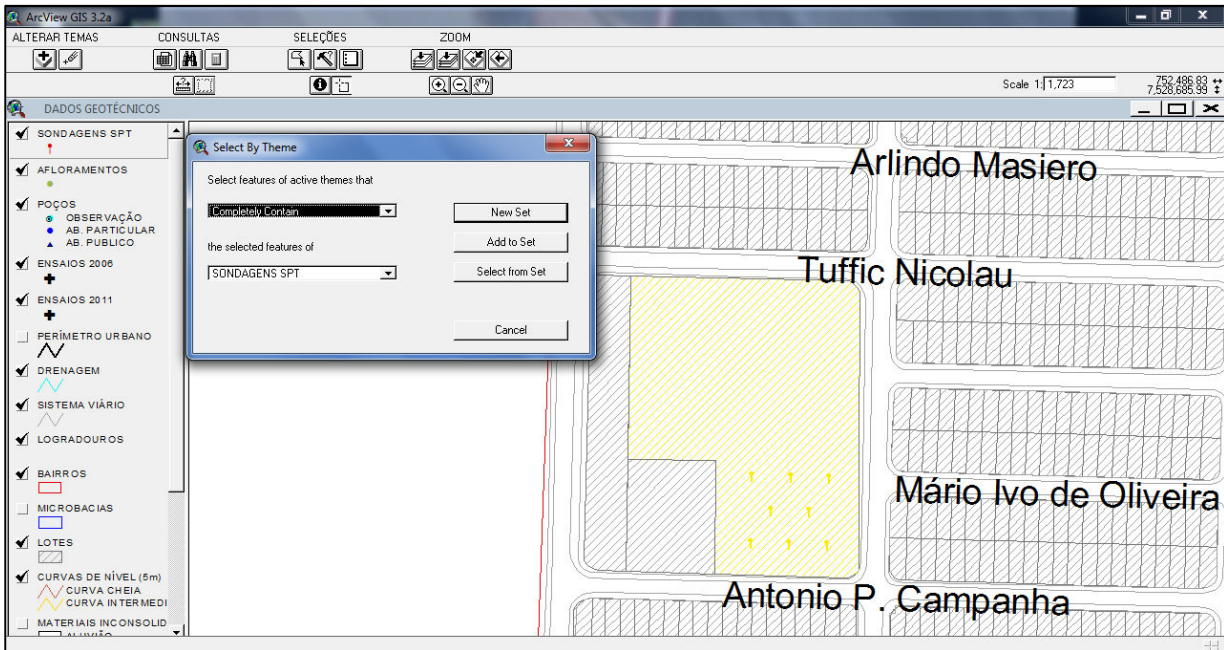 ArcView GIS 3.2a
ALTERAR TEMAS CONSULTAS SELEÇÕES ZOOM
Scale 1: 1,723
752,486.83
7,528,685.99
DADOS GEOTÉCNICOS
SONDAGENS SPT
AFLORAMENTOS
POÇOS
OBSERVAÇÃO
AB. PARTICULAR
AB. PUBLICO
ENSAIOS 2006
ENSAIOS 2011
PERÍMETRO URBANO
DRENAGEM
SISTEMA VIÁRIO
LOGRADOUROS
BAIRROS
MICROBACIAS
LOTES
CURVAS DE NÍVEL (5m)
CURVA CHEIA
CURVA INTERMEDI
MATERIAIS INCONSOLID
ALUVIÃO
Select By Theme
Select features of active themes that
Completely Contain
New Set
the selected features of
Add to Set
SONDAGENS SPT
Select from Set
Cancel
Arlindo Masiero
Tuffic Nicolau
Mário Ivo de Oliveira
Antonio P. Campanha